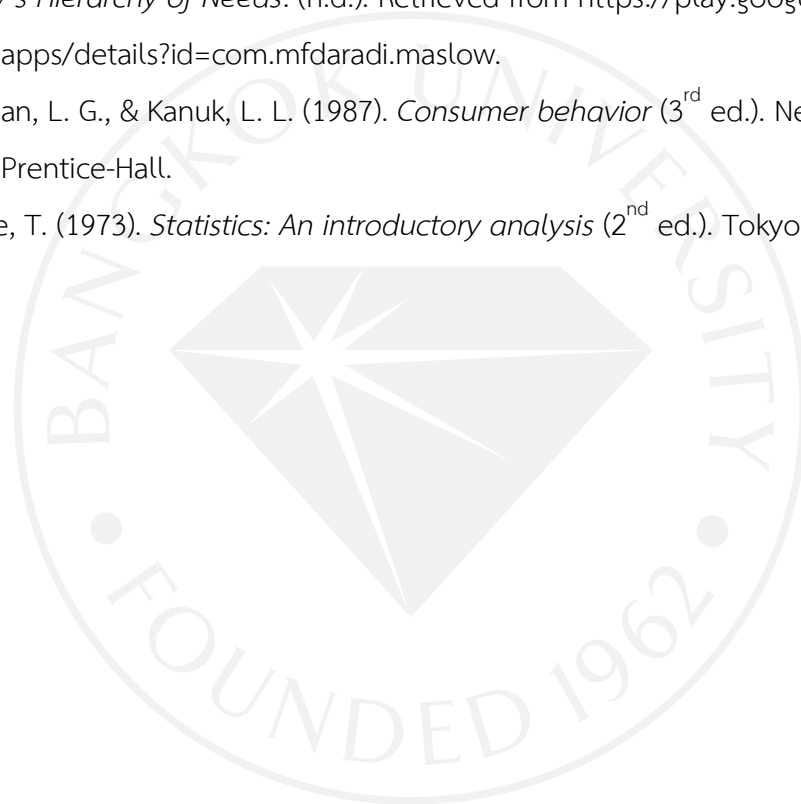 's Hierarchy of Needs. (n.d.). Retrieved from https://play.goog
apps/details?id=com.mfdaradi.maslow.
an, L. G., & Kanuk, L. L. (1987). Consumer behavior (3rd ed.). Ne
Prentice-Hall.
e, T. (1973). Statistics: An introductory analysis (2nd ed.). Tokyo
BANGKOK UNIVERSITY
FOUNDED 1962